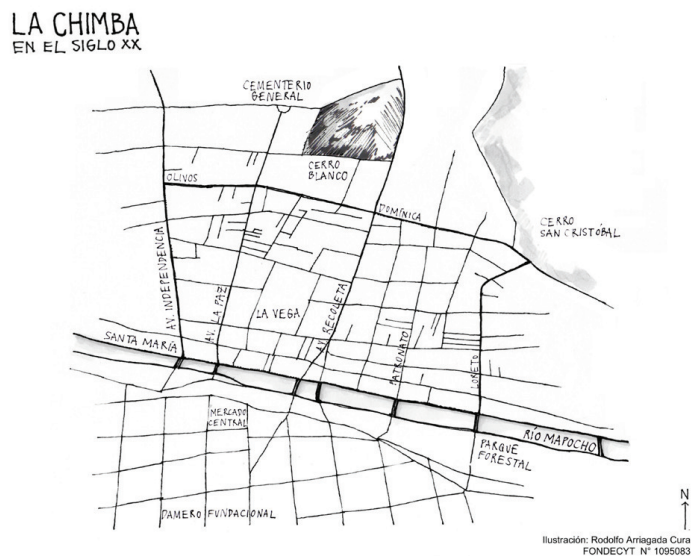 LA CHIMBA
EN EL SIGLO XX
CEMENTERIO
GENERAL
CERRO
BLANCO
OLIVOS
DOMÍNICA
CERRO
SAN CRISTÓBAL
AV. INDEPENDENCIA
AV. LA PAZ
LA VEGA
AV. RECOLETA
PATRONATO
LORETO
SANTA MARÍA
MERCADO
CENTRAL
RÍO MAPOCHO
PARQUE
FORESTAL
DAMERO FUNDACIONAL
N
Ilustración: Rodolfo Arriagada Cura
FONDECYT N° 1095083